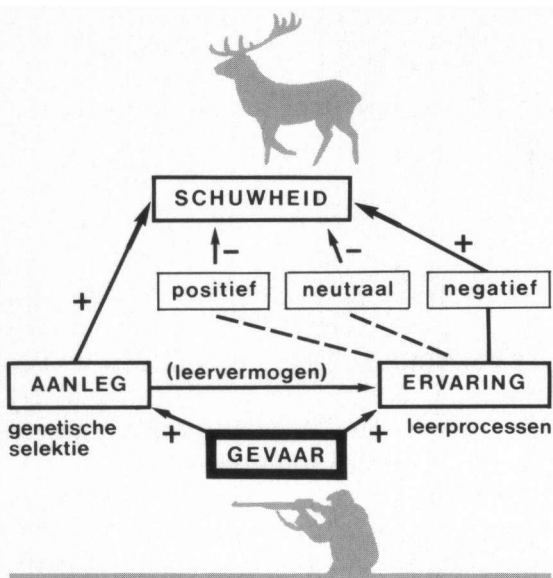 SCHUWHEID
+
-
-
+
positief
neutraal
negatief
AANLEG
(leervermogen)
ERVARING
genetische
selektie
+
GEVAAR
+
leerprocessen